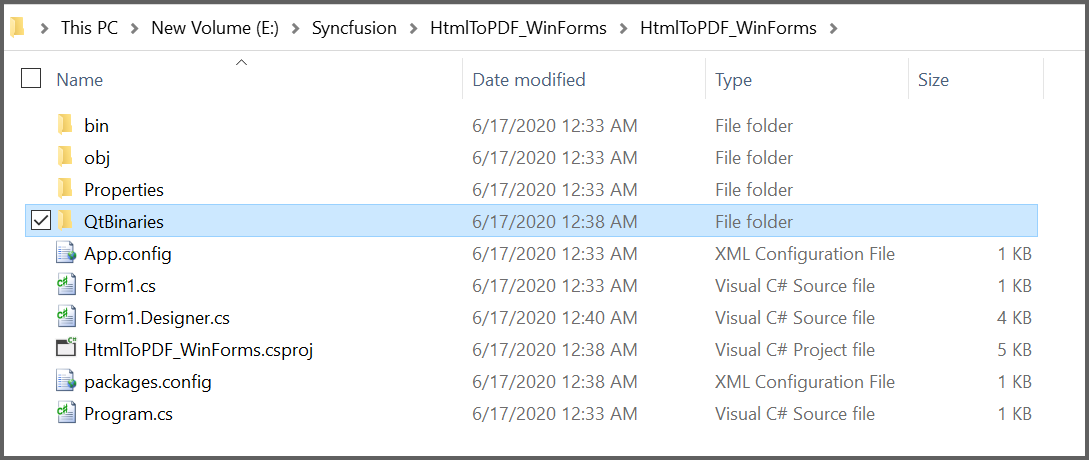 This PC > New Volume (E:) > Syncfusion > HtmlToPDF_WinForms > HtmlToPDF_WinForms >
Name Date modified Type Size
bin 6/17/2020 12:33 AM File folder
obj 6/17/2020 12:33 AM File folder
Properties 6/17/2020 12:33 AM File folder
QtBinaries 6/17/2020 12:38 AM File folder
App.config 6/17/2020 12:33 AM XML Configuration File 1 KB
Form1.cs 6/17/2020 12:33 AM Visual C# Source file 1 KB
Form1.Designer.cs 6/17/2020 12:40 AM Visual C# Source file 4 KB
HtmlToPDF_WinForms.csproj 6/17/2020 12:38 AM Visual C# Project file 5 KB
packages.config 6/17/2020 12:38 AM XML Configuration File 1 KB
Program.cs 6/17/2020 12:33 AM Visual C# Source file 1 KB